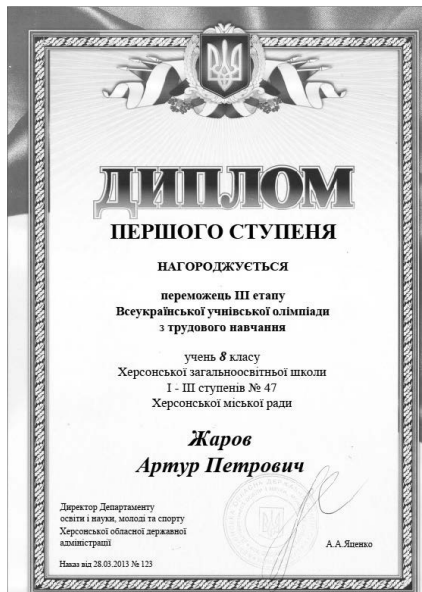 ДИПЛОМ
ПЕРШОГО СТУПЕНЯ
НАГОРОДЖУЄТЬСЯ
переможець III етапу
Всеукраїнської учнівської олімпіади
з трудового навчання
учень 8 класу
Херсонської загальноосвітньої школи
I - III ступенів № 47
Херсонської міської ради
Жаров
Артур Петрович
Директор Департаменту
освіти і науки, молоді та спорту
Херсонської обласної державної
адміністрації
А.А.Яценко
Наказ від 28.03.2013 № 123